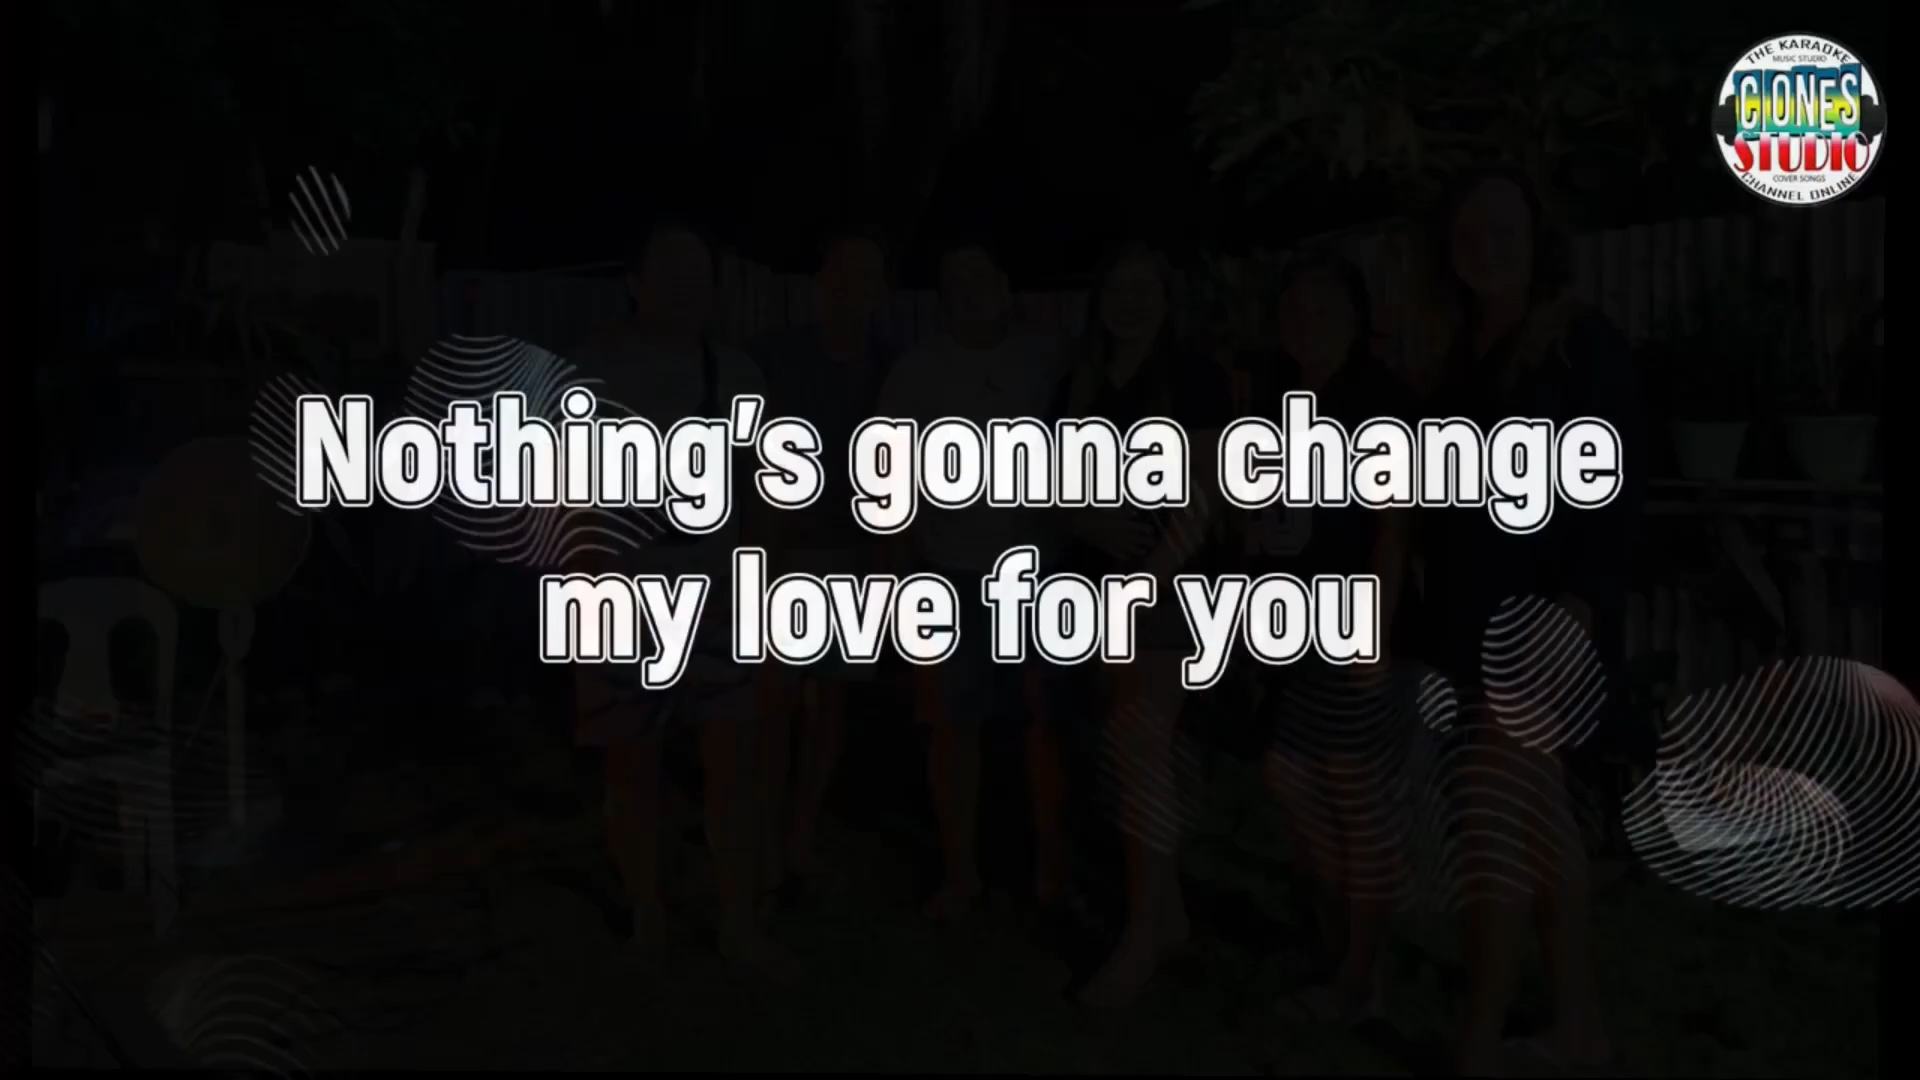 THE KARAOKE
MUSIC STUDIO
CIONES
STUDIO
COVER SONGS
CHANNEL ONLINE
Nothing's gonna change
my love for you